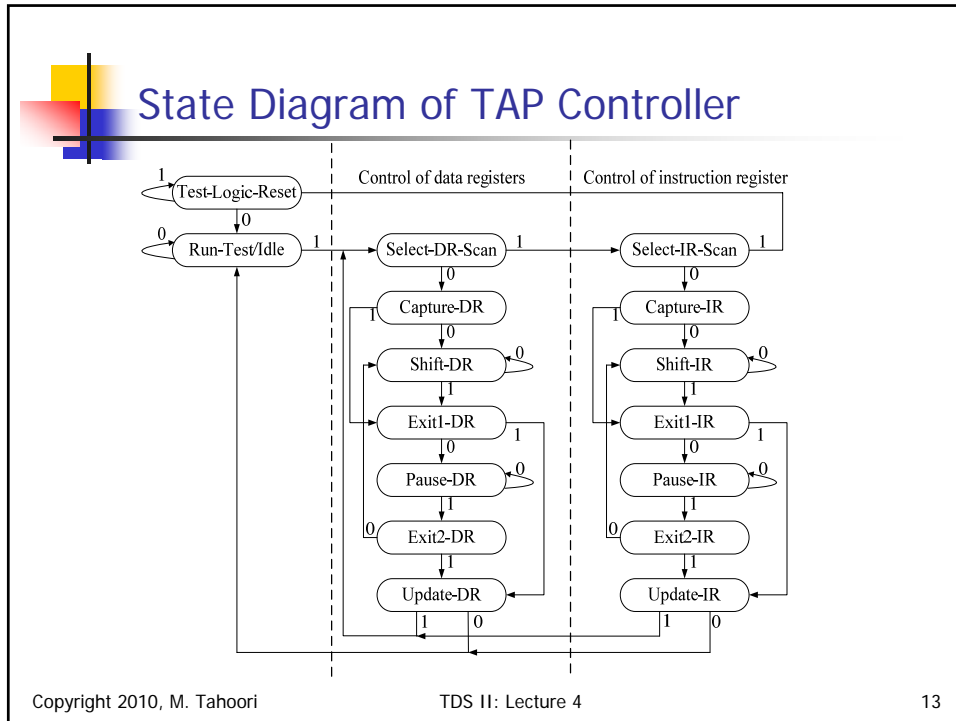 State Diagram of TAP Controller
Control of data registers
Control of instruction register
1
Test-Logic-Reset
0
0
Run-Test/Idle
1
Select-DR-Scan
1
Select-IR-Scan
1
0
0
Capture-DR
Capture-IR
1
0
1
0
Shift-DR
0
Shift-IR
0
1
1
Exit1-DR
Exit1-IR
0
1
0
1
Pause-DR
0
Pause-IR
0
1
1
0
Exit2-DR
0
Exit2-IR
1
1
Update-DR
Update-IR
1
0
1
0
Copyright 2010, M. Tahoori
TDS II: Lecture 4
13